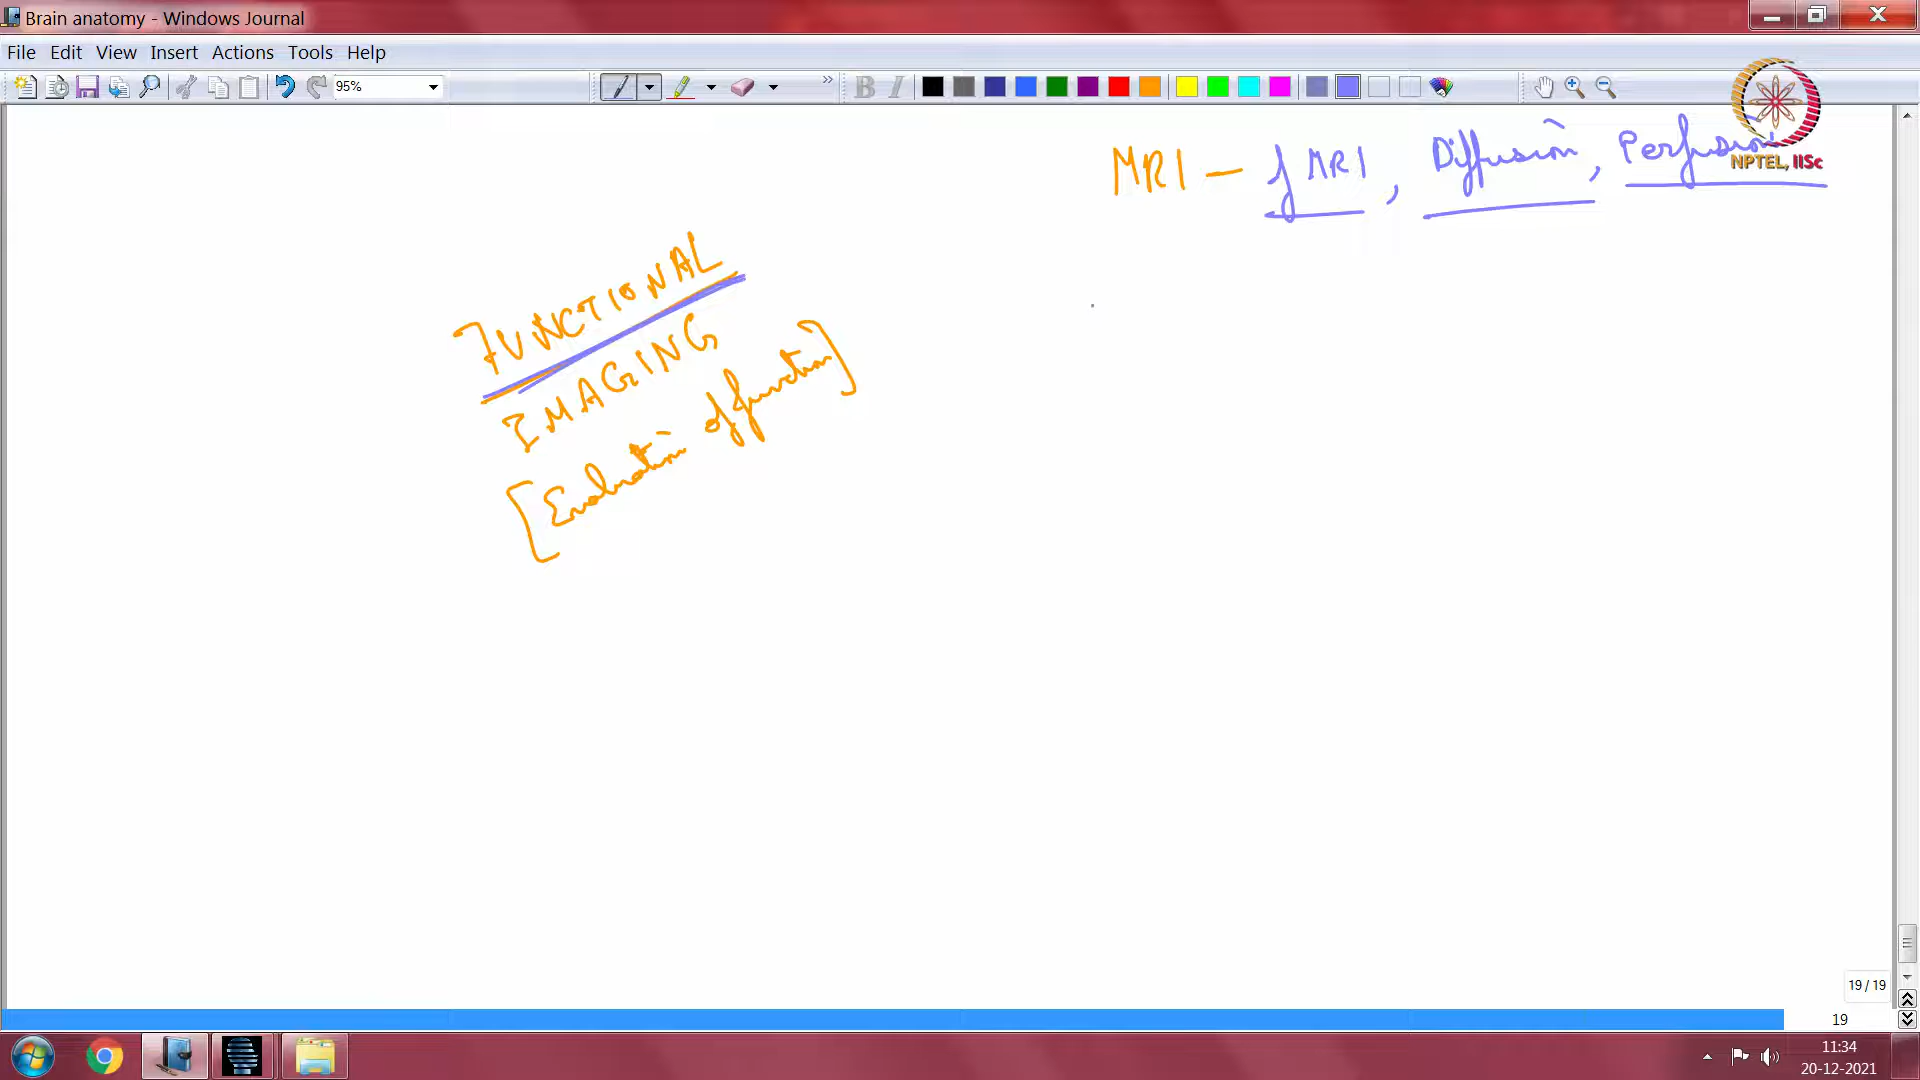 Brain anatomy - Windows Journal
File Edit View Insert Actions Tools Help
95%
MRI - fMRI, Diffusion, Perfusion
NPTEL, IISc
FUNCTIONAL
IMAGING
[Evaluation of function]
19 / 19
19
11:34
20-12-2021